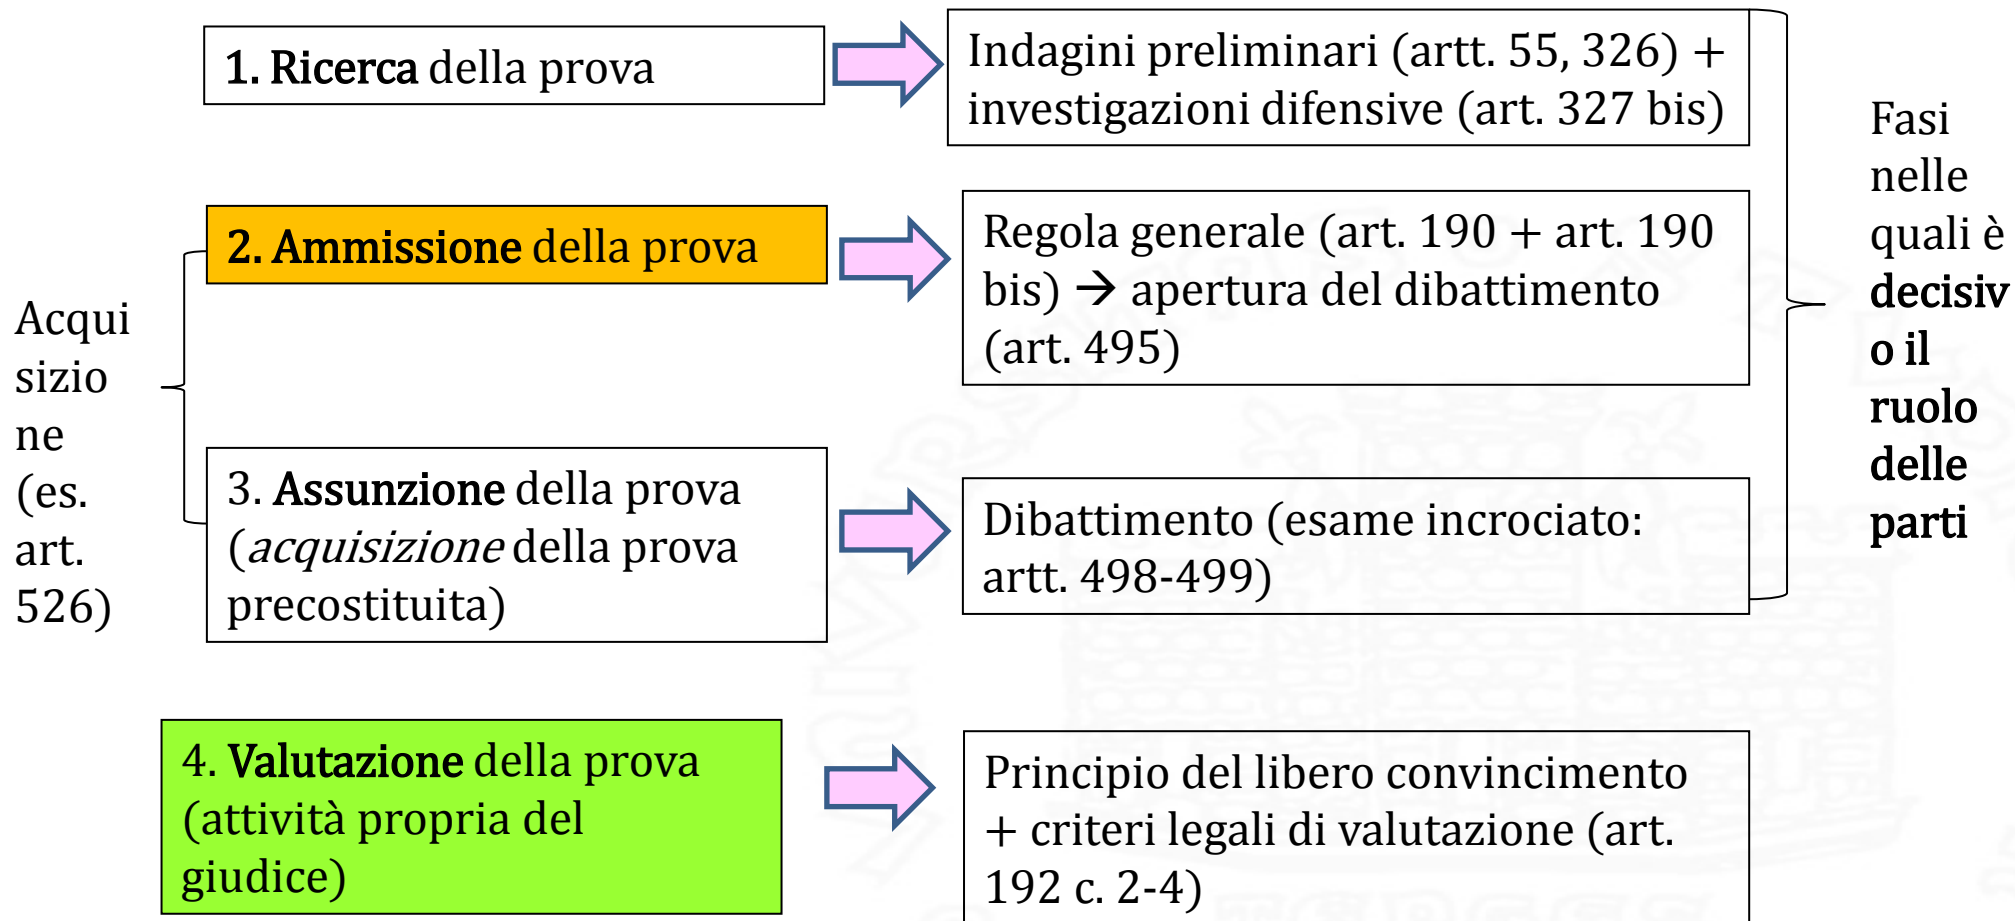 1. Ricerca della prova
Indagini preliminari (artt. 55, 326) +
investigazioni difensive (art. 327 bis)
2. Ammissione della prova
Regola generale (art. 190 + art. 190
bis) → apertura del dibattimento
(art. 495)
3. Assunzione della prova
(acquisizione della prova
precostituita)
Dibattimento (esame incrociato:
artt. 498-499)
Acqui
sizio
ne
(es.
art.
526)
Fasi
nelle
quali è
decisiv
o il
ruolo
delle
parti
4. Valutazione della prova
(attività propria del
giudice)
Principio del libero convincimento
+ criteri legali di valutazione (art.
192 c. 2-4)